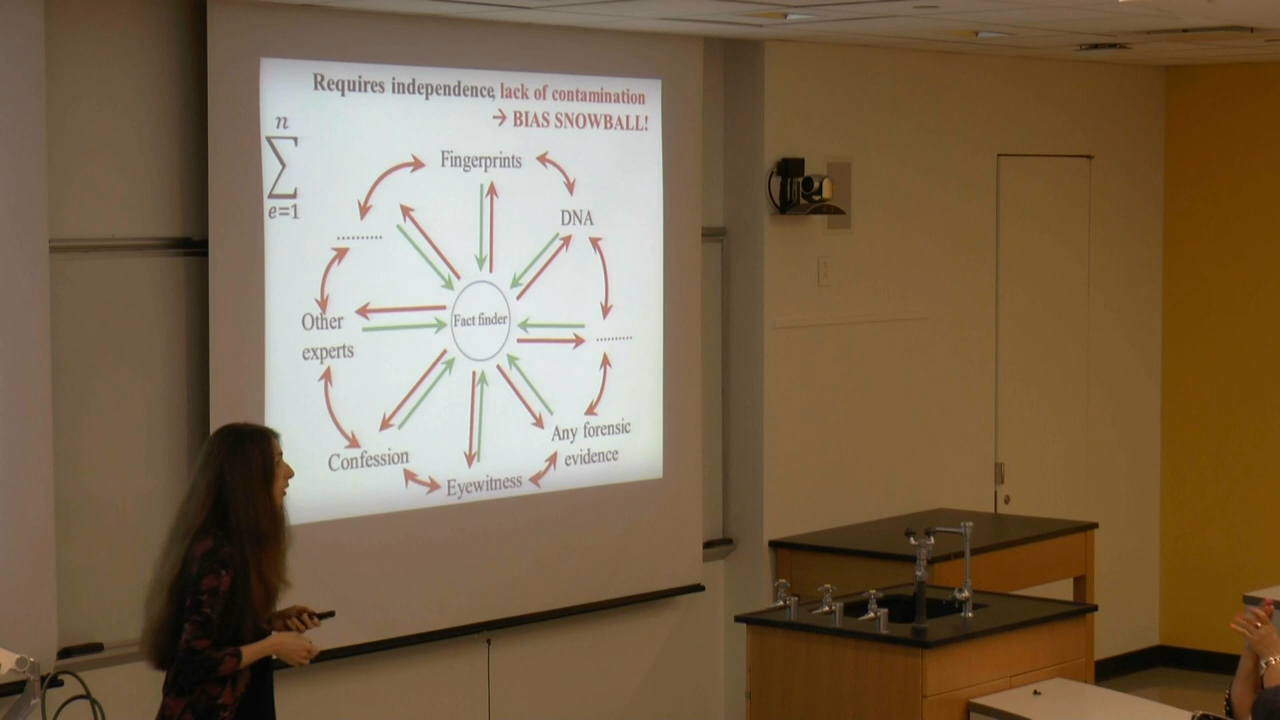 Requires independence, lack of contamination
→ BIAS SNOWBALL!
n
∑
e=1
Fingerprints
DNA
..........
..........
Other
experts
Fact finder
..........
Any forensic
evidence
Confession
Eyewitness